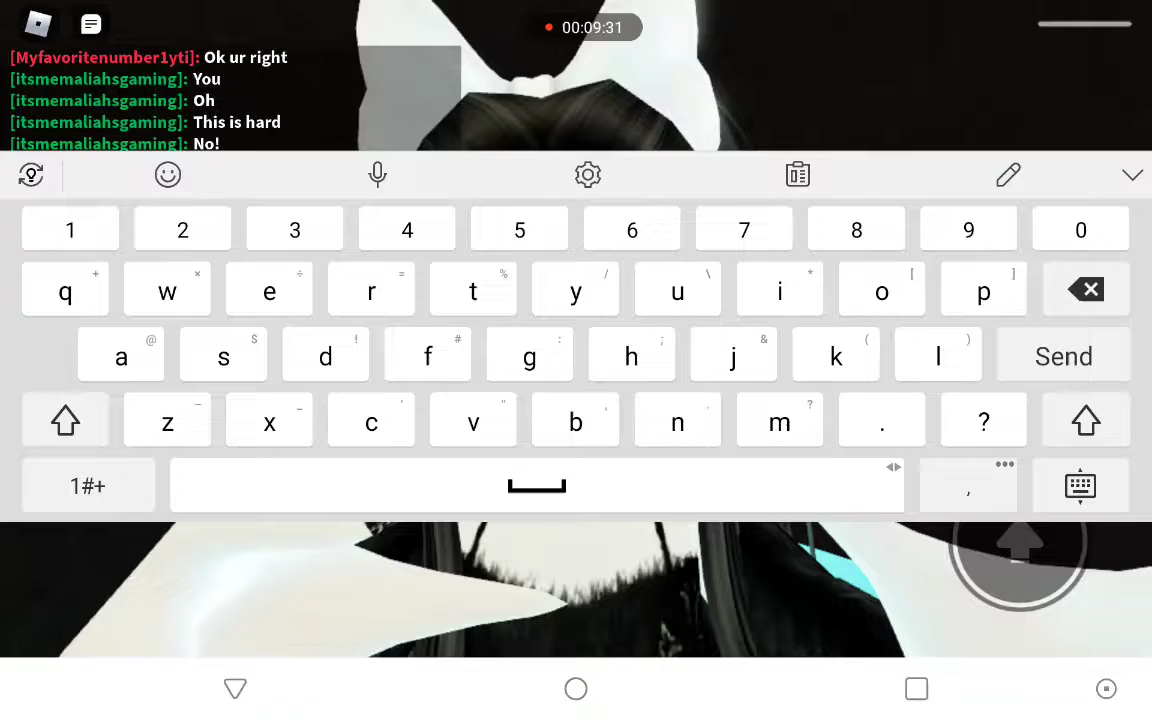 00:09:31
[Myfavoritenumber1yti]: Ok ur right
[itsmemaliahsgaming]: You
[itsmemaliahsgaming]: Oh
[itsmemaliahsgaming]: This is hard
[itsmemaliahsgaming]: No!
1 2 3 4 5 6 7 8 9 0
+ × ÷ = % / \ * [ ]
q w e r t y u i o p
@ $ ! # : ; & ( )
a s d f g h j k l Send
z x c v b n m . ?
1#+ ,